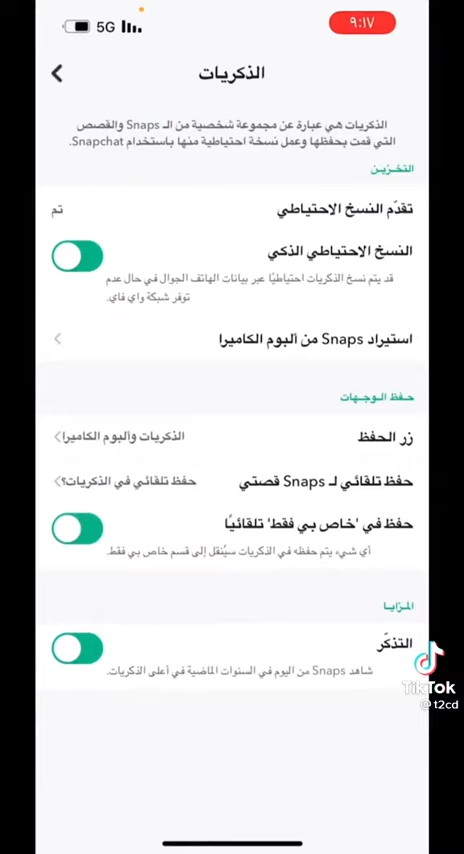 5G
٩:١٧
الذكريات
الذكريات هي عبارة عن مجموعة شخصية من الـ Snaps والقصص
التي قمت بحفظها وعمل نسخة احتياطية منها باستخدام Snapchat.
التخزين
تقدّم النسخ الاحتياطي
تم
النسخ الاحتياطي الذكي
قد يتم نسخ الذكريات احتياطيًا عبر بيانات الهاتف الجوال في حال عدم
توفر شبكة واي فاي.
استيراد Snaps من ألبوم الكاميرا
حفظ الوجهات
زر الحفظ
الذكريات وألبوم الكاميرا
حفظ تلقائي لـ Snaps قصتي
حفظ تلقائي في الذكريات؟
حفظ في 'خاص بي فقط' تلقائيًا
أي شيء يتم حفظه في الذكريات سيُنقل إلى قسم خاص بي فقط.
المزايا
التذكّر
شاهد Snaps من اليوم في السنوات الماضية في أعلى الذكريات.
TikTok
@t2cd